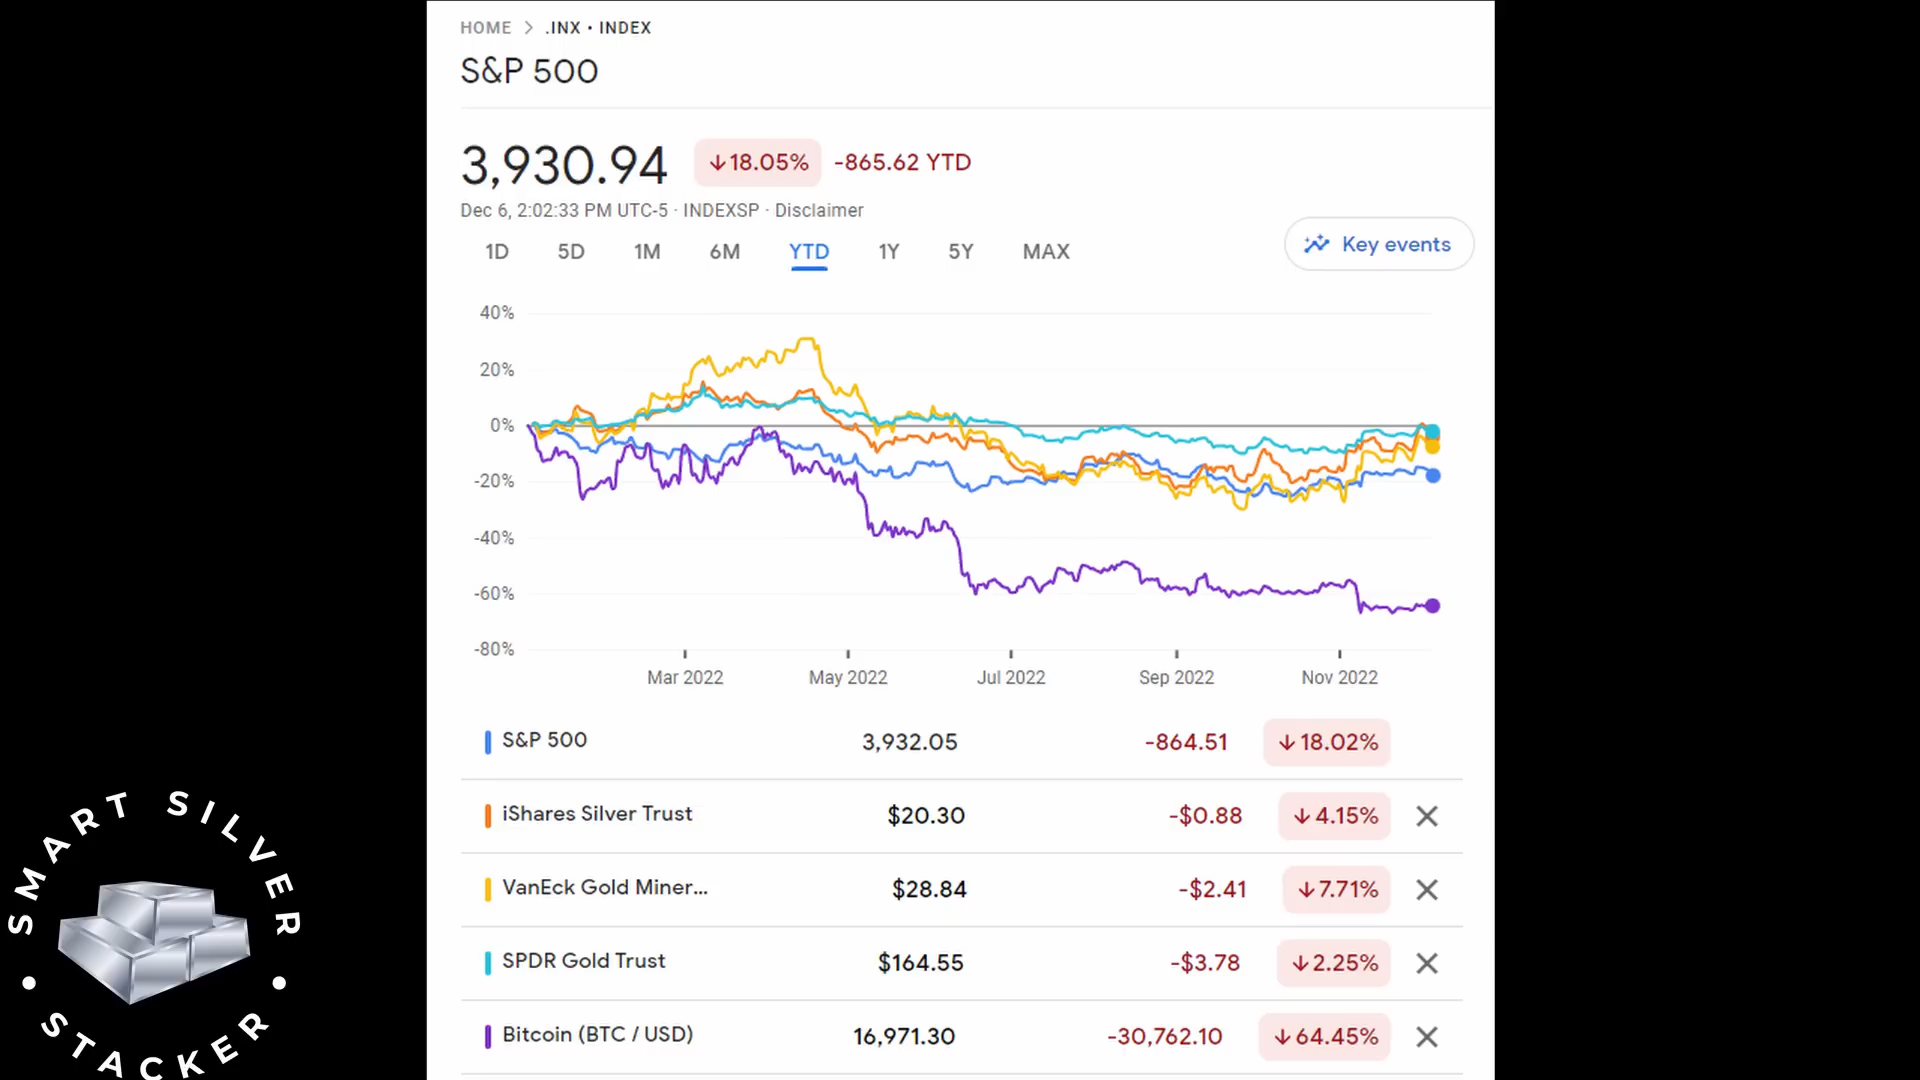 HOME > .INX • INDEX
S&P 500
3,930.94 ↓18.05% -865.62 YTD
Dec 6, 2:02:33 PM UTC-5 · INDEXSP · Disclaimer
1D 5D 1M 6M YTD 1Y 5Y MAX
Key events
40%
20%
0%
-20%
-40%
-60%
-80%
Mar 2022 May 2022 Jul 2022 Sep 2022 Nov 2022
S&P 500 3,932.05 -864.51 ↓18.02%
iShares Silver Trust $20.30 -$0.88 ↓4.15%
VanEck Gold Miner... $28.84 -$2.41 ↓7.71%
SPDR Gold Trust $164.55 -$3.78 ↓2.25%
Bitcoin (BTC / USD) 16,971.30 -30,762.10 ↓64.45%
SMART SILVER
• STACKER •